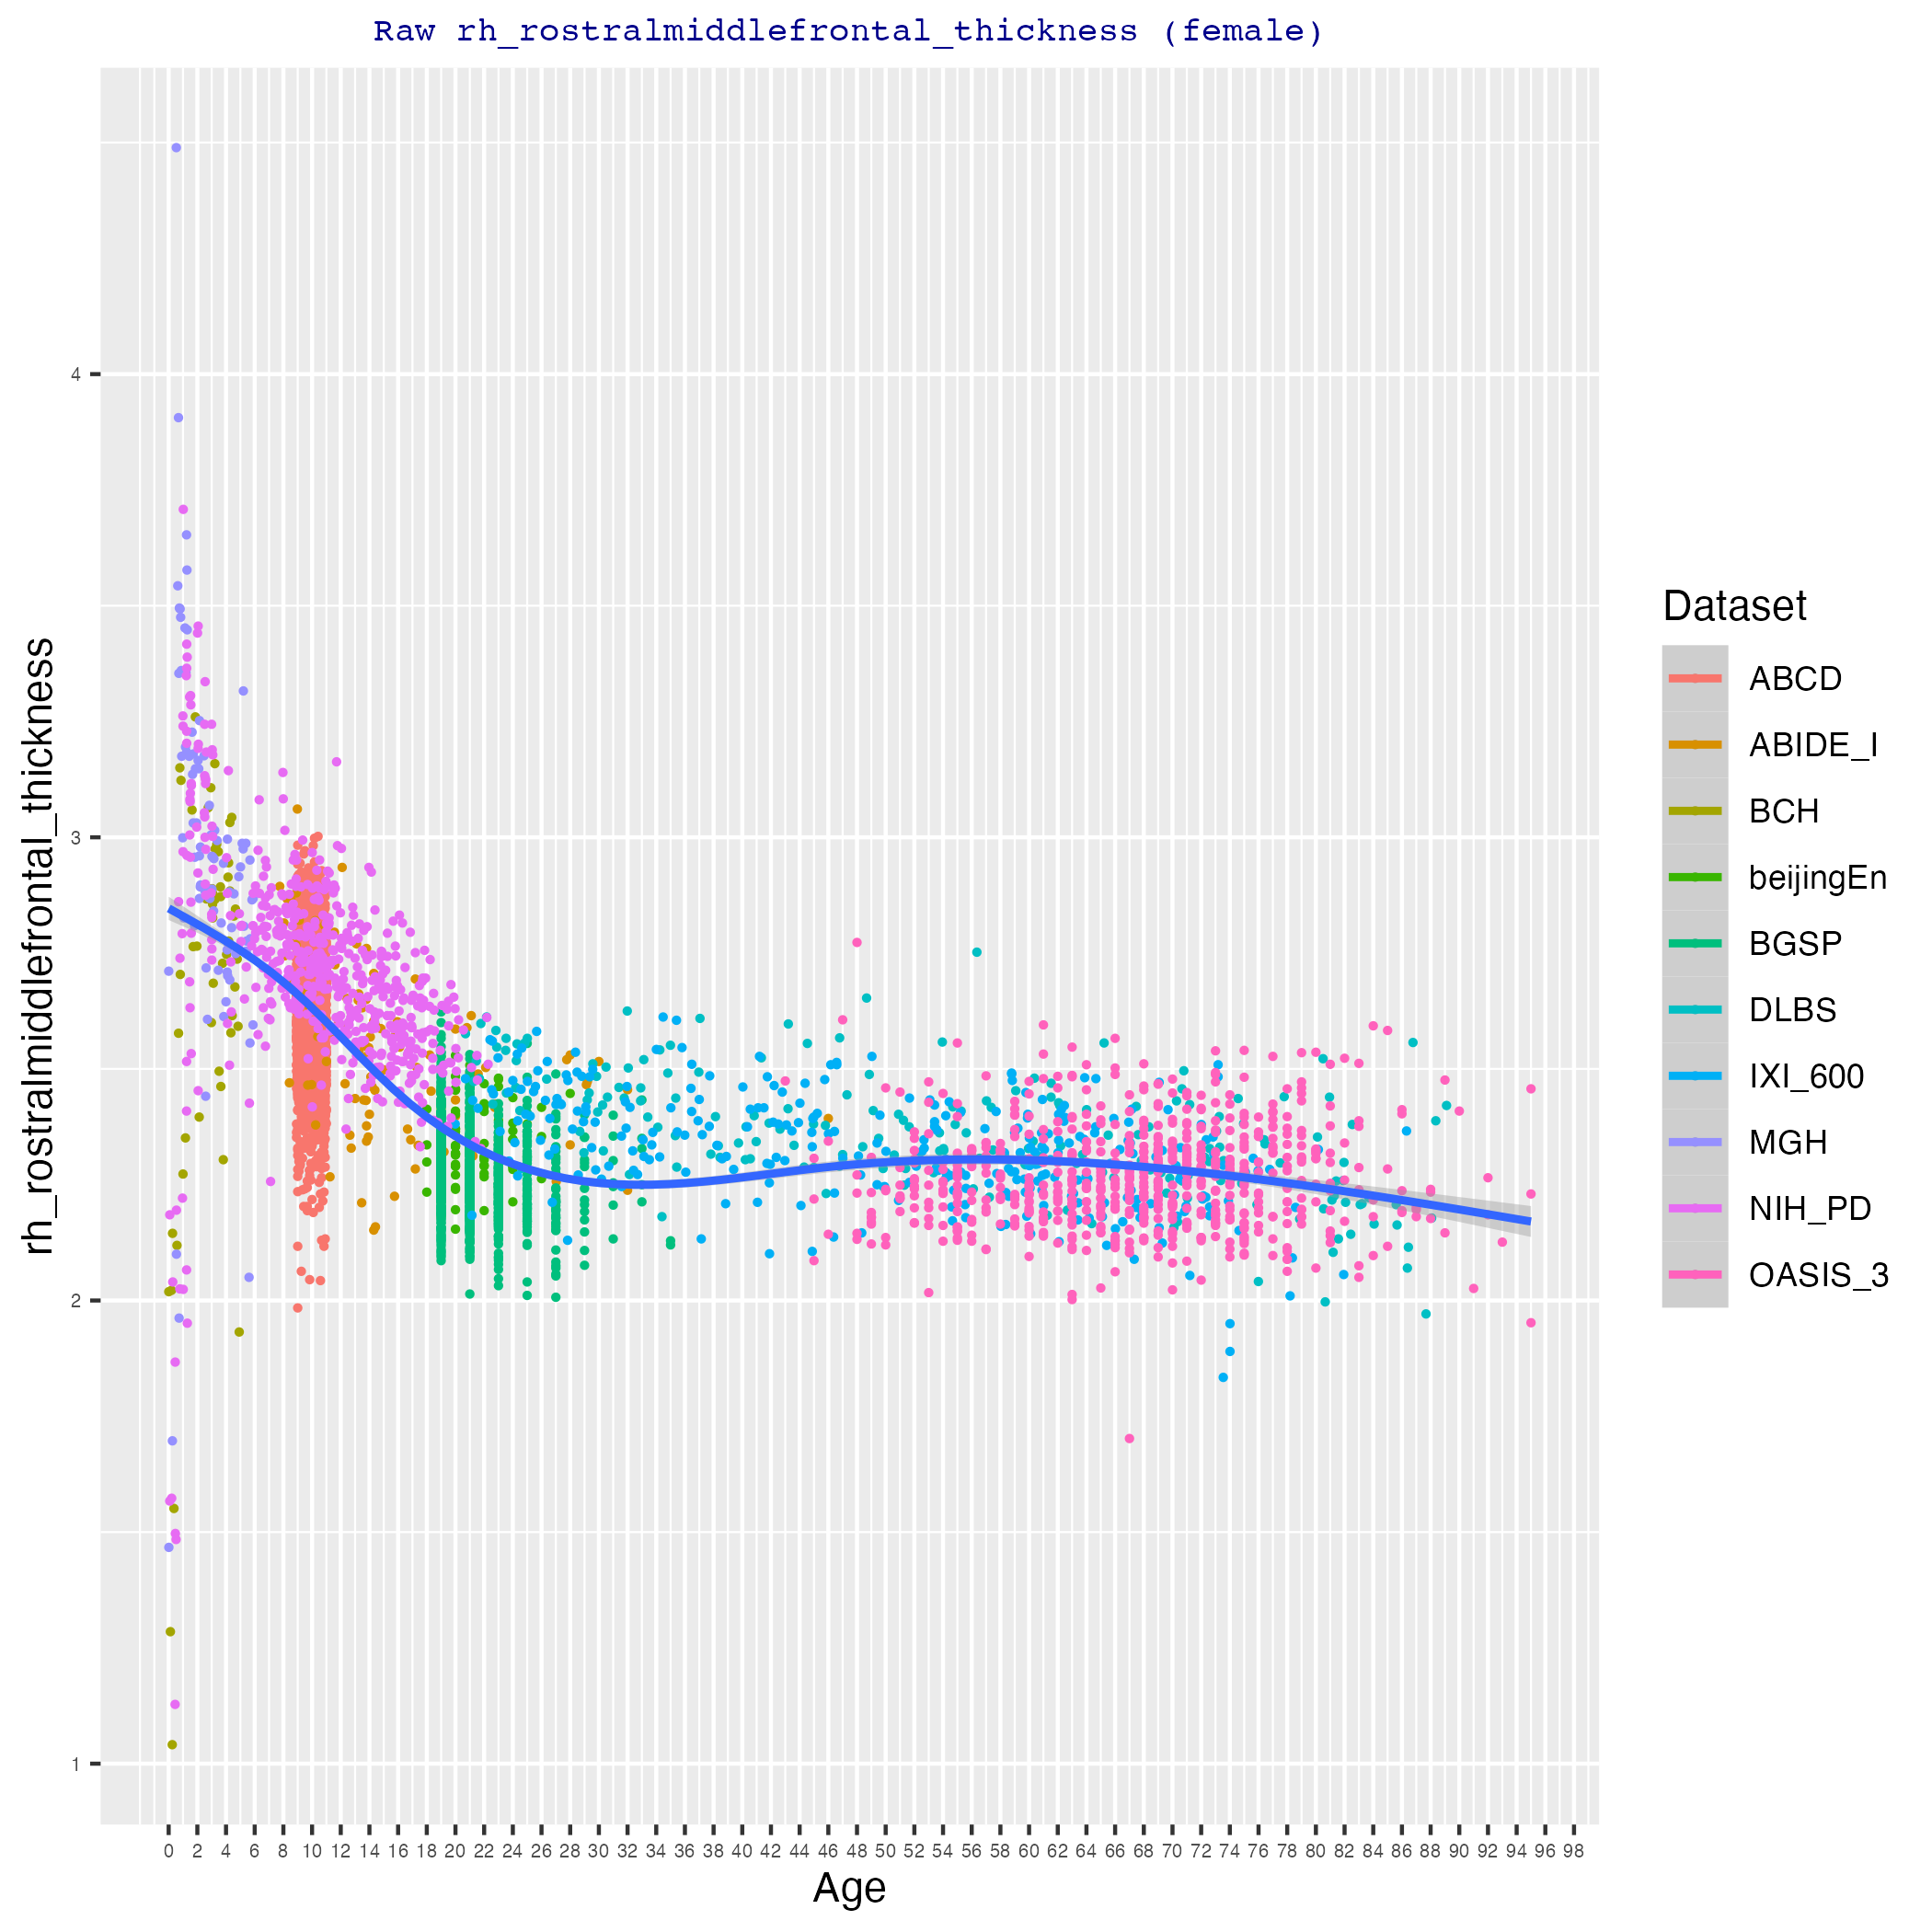 Raw rh_rostralmiddlefrontal_thickness (female)
rh_rostralmiddlefrontal_thickness
4
3
2
1
0 2 4 6 8 10 12 14 16 18 20 22 24 26 28 30 32 34 36 38 40 42 44 46 48 50 52 54 56 58 60 62 64 66 68 70 72 74 76 78 80 82 84 86 88 90 92 94 96 98
Age
Dataset
ABCD
ABIDE_I
BCH
beijingEn
BGSP
DLBS
IXI_600
MGH
NIH_PD
OASIS_3